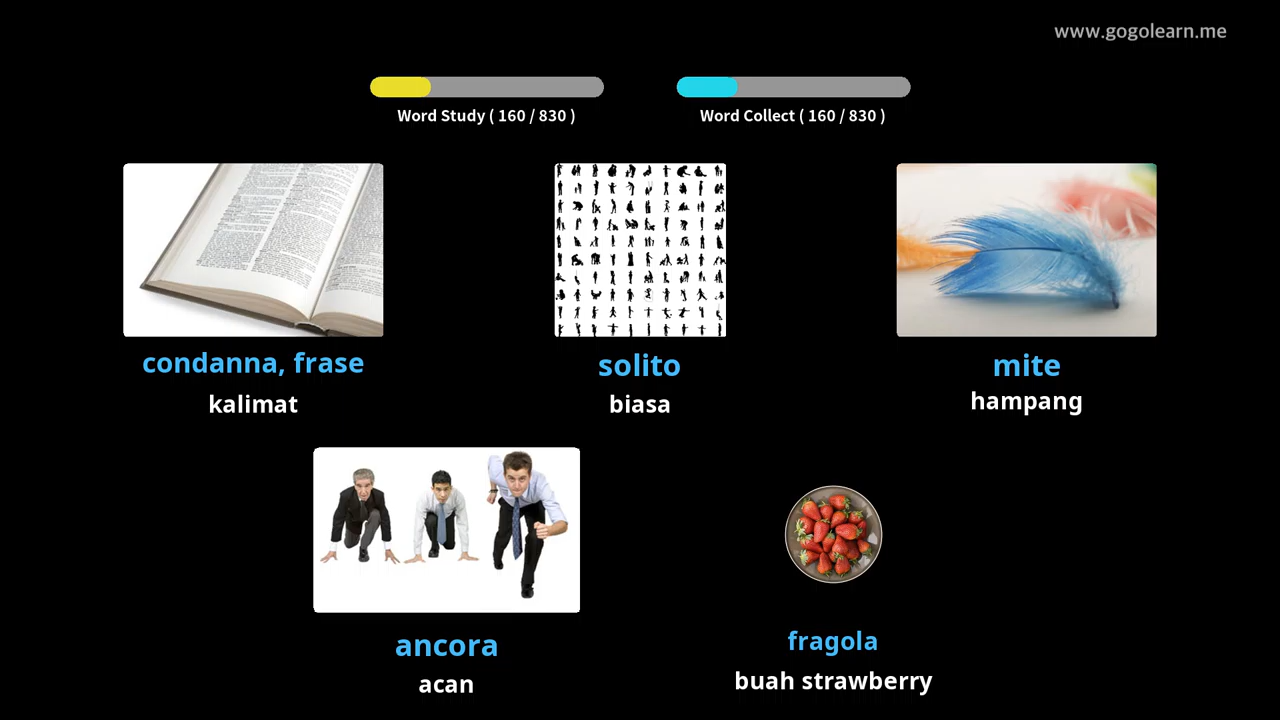 www.gogolearn.me
Word Study ( 160 / 830 )
Word Collect ( 160 / 830 )
condanna, frase
kalimat
solito
biasa
mite
hampang
ancora
acan
fragola
buah strawberry